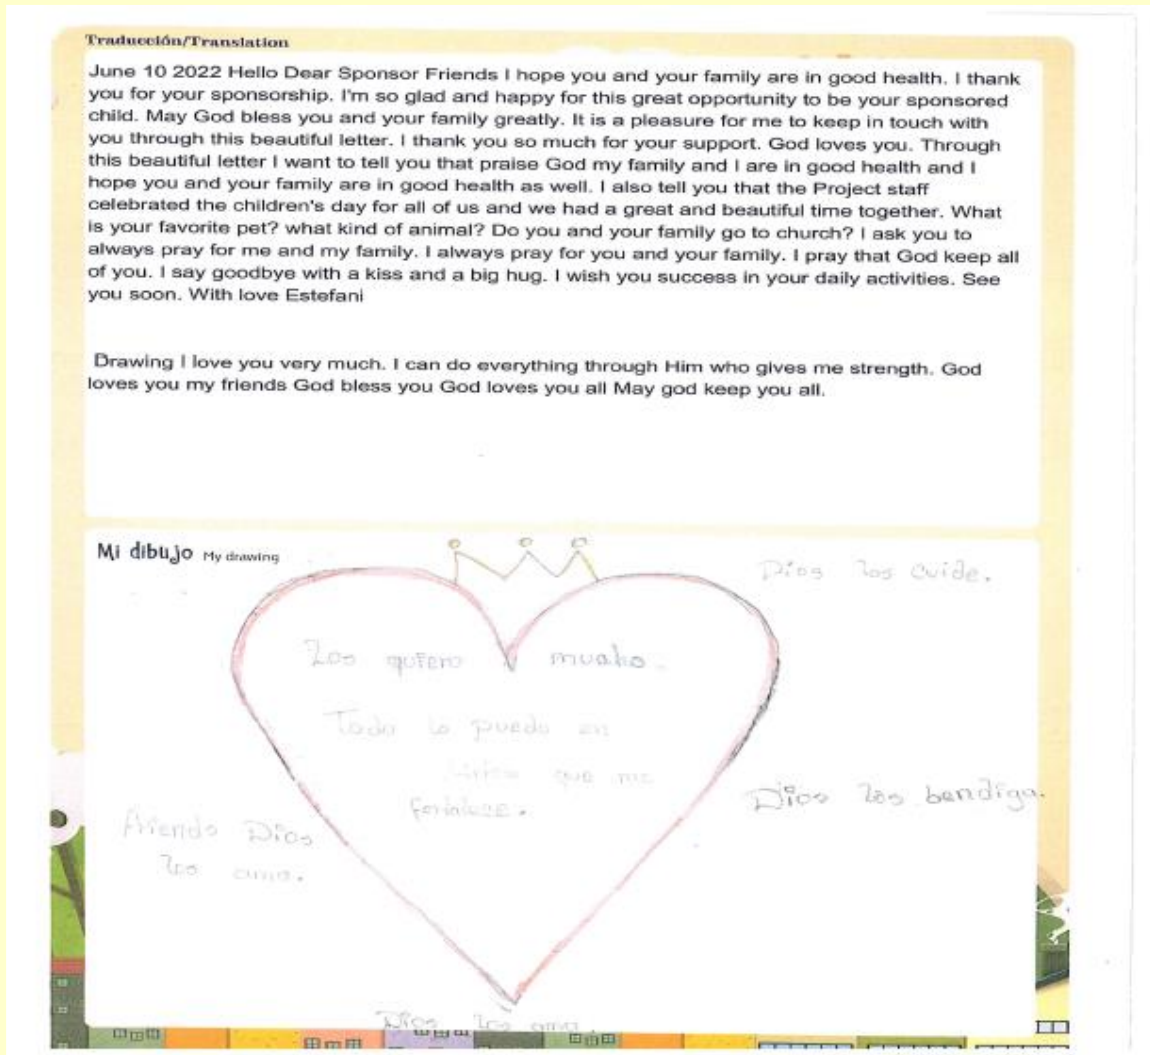 Traducción/Translation
June 10 2022 Hello Dear Sponsor Friends I hope you and your family are in good health. I thank
you for your sponsorship. I'm so glad and happy for this great opportunity to be your sponsored
child. May God bless you and your family greatly. It is a pleasure for me to keep in touch with
you through this beautiful letter. I thank you so much for your support. God loves you. Through
this beautiful letter I want to tell you that praise God my family and I are in good health and I
hope you and your family are in good health as well. I also tell you that the Project staff
celebrated the children's day for all of us and we had a great and beautiful time together. What
is your favorite pet? what kind of animal? Do you and your family go to church? I ask you to
always pray for me and my family. I always pray for you and your family. I pray that God keep all
of you. I say goodbye with a kiss and a big hug. I wish you success in your daily activities. See
you soon. With love Estefani
Drawing I love you very much. I can do everything through Him who gives me strength. God
loves you my friends God bless you God loves you all May god keep you all.
Mi dibujo My drawing
Dios los cuide.
Los quiero mucho.
Todo lo puedo en
que me
fortalece.
Dios los bendiga.
Dios
los ama.
Dios los ama.